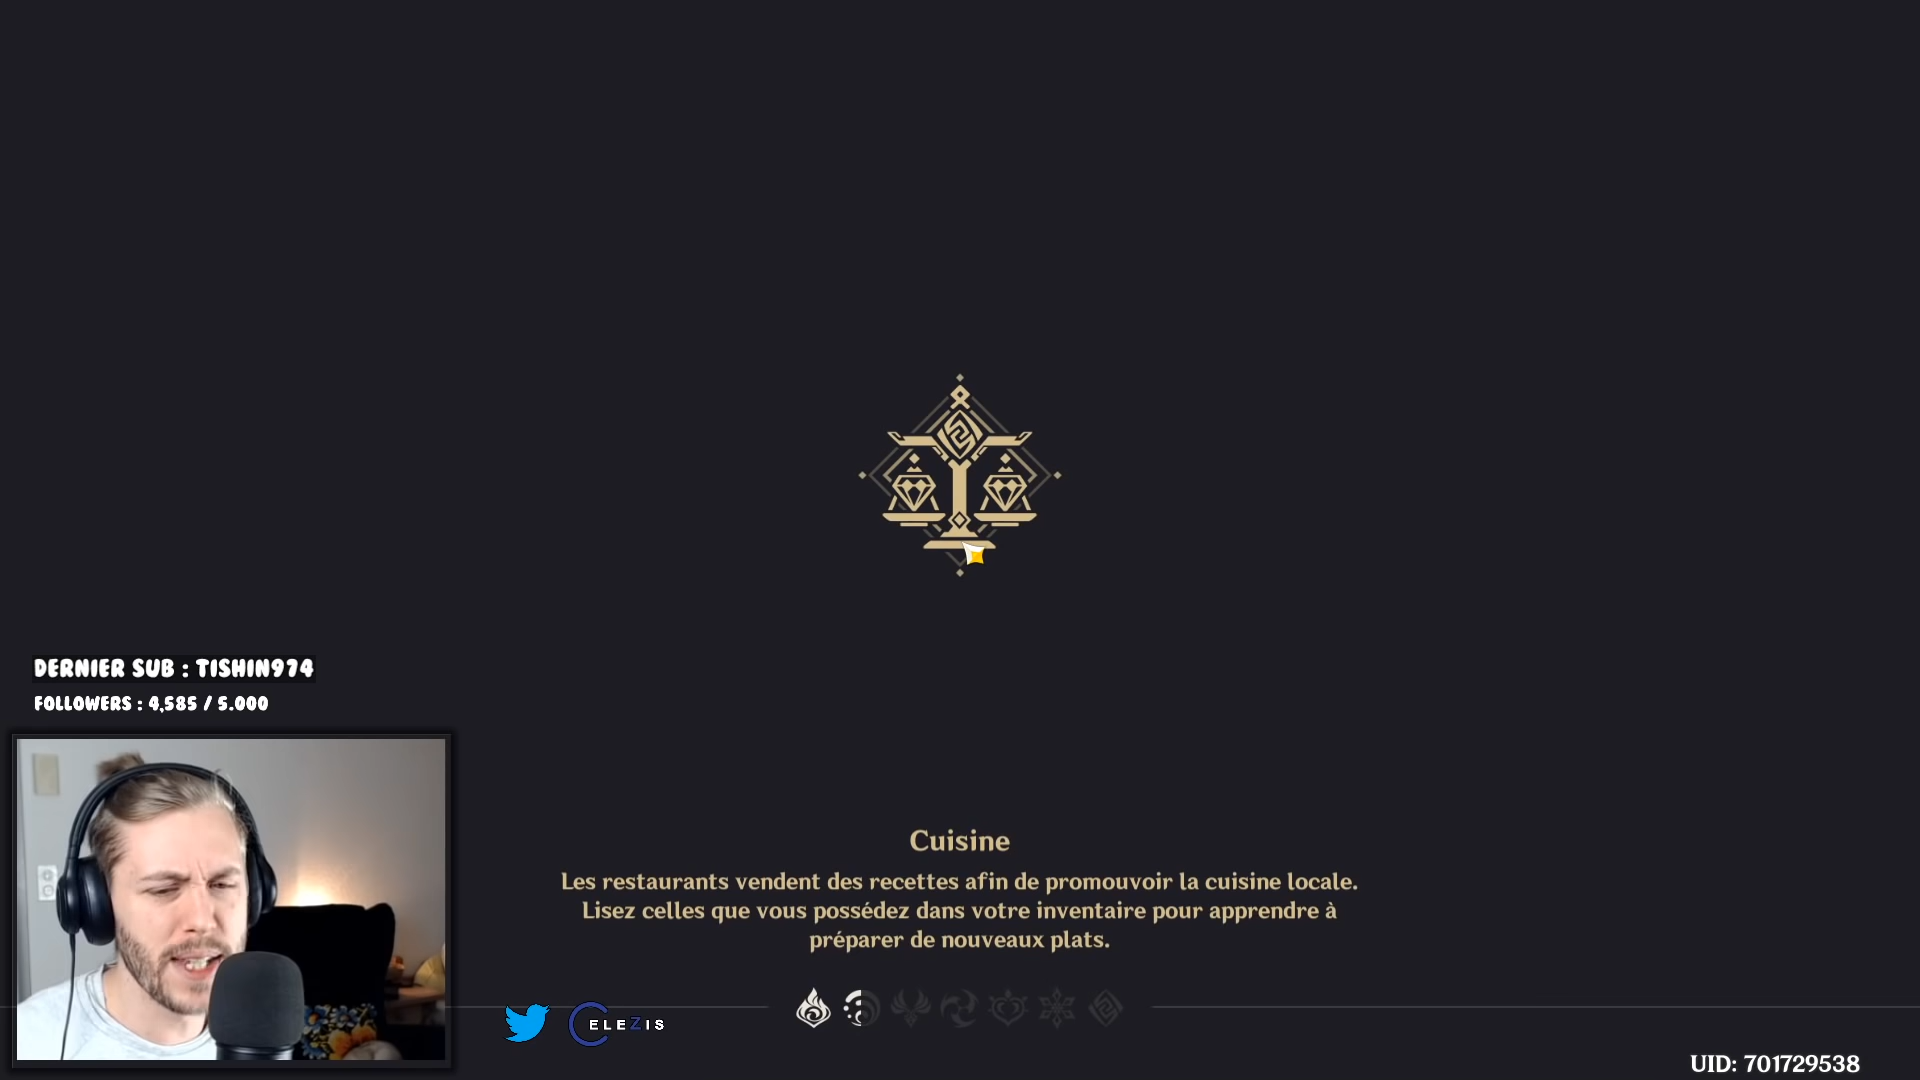 DERNIER SUB : TISHIN974
FOLLOWERS : 4,585 / 5.000
Cuisine
Les restaurants vendent des recettes afin de promouvoir la cuisine locale.
Lisez celles que vous possédez dans votre inventaire pour apprendre à
préparer de nouveaux plats.
CELEZIS
UID: 701729538